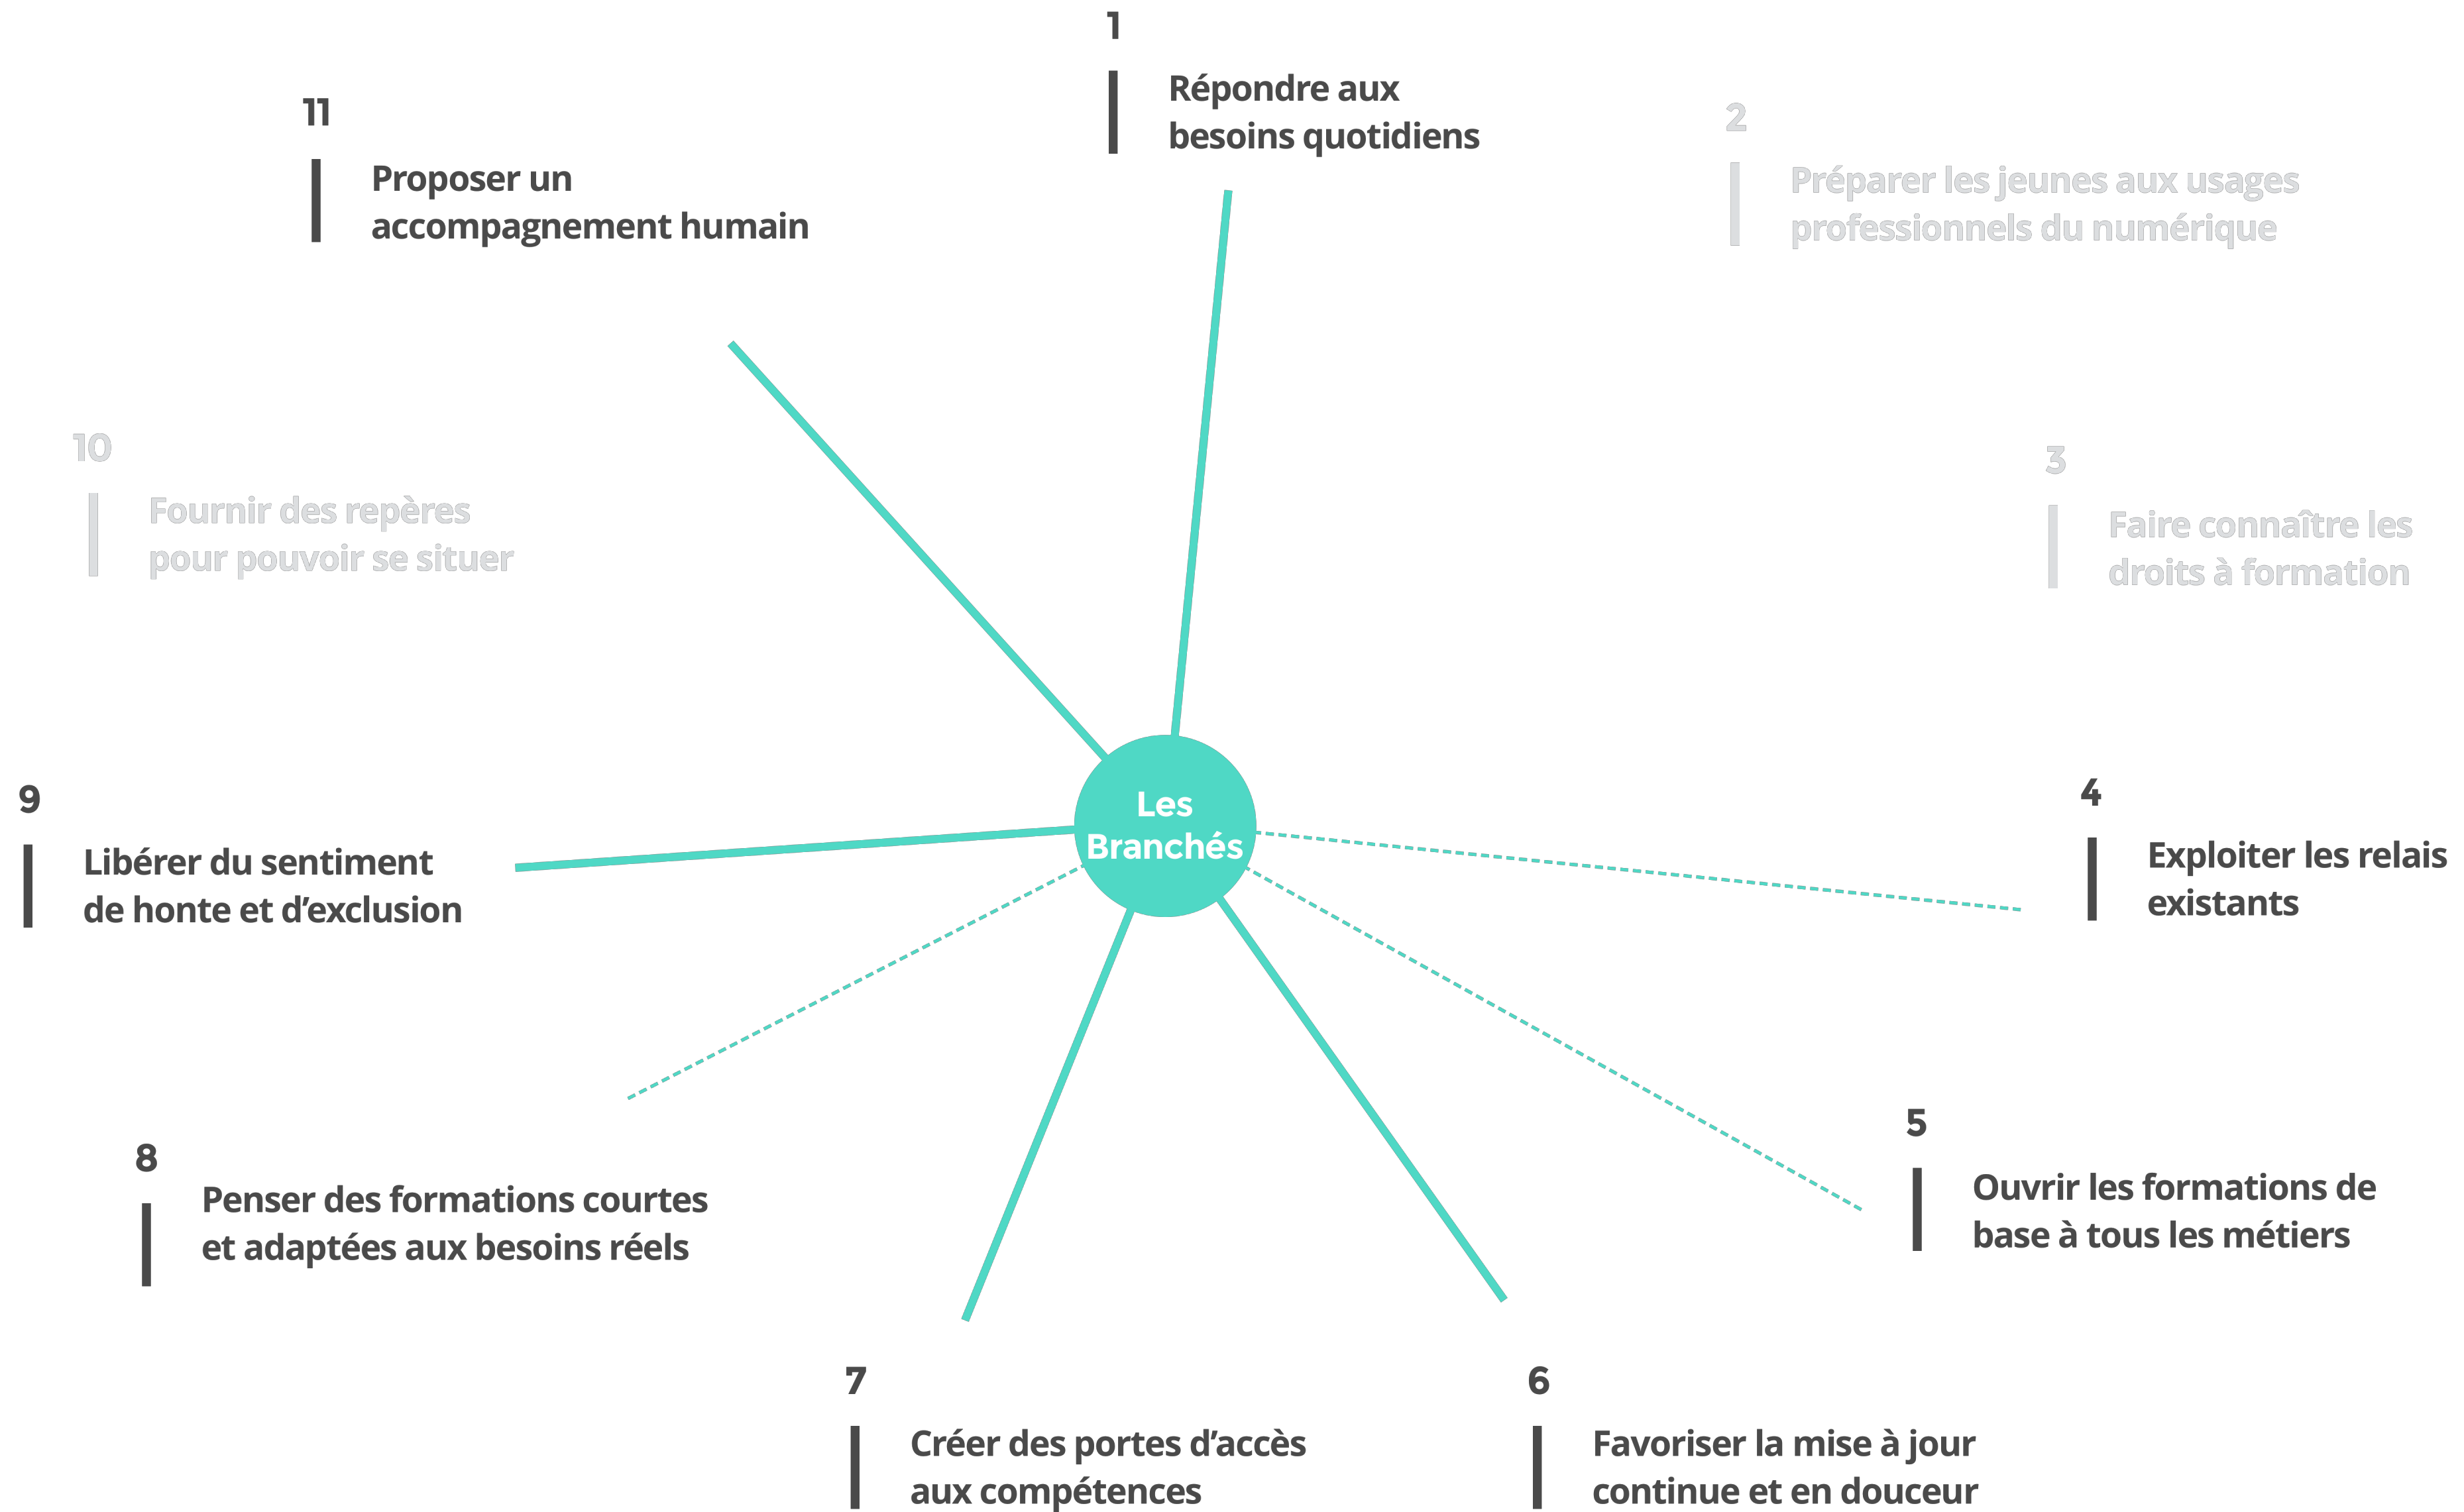 1
Répondre aux
besoins quotidiens
2
Préparer les jeunes aux usages
professionnels du numérique
3
Faire connaître les
droits à formation
4
Exploiter les relais
existants
5
Ouvrir les formations de
base à tous les métiers
6
Favoriser la mise à jour
continue et en douceur
7
Créer des portes d’accès
aux compétences
8
Penser des formations courtes
et adaptées aux besoins réels
9
Libérer du sentiment
de honte et d’exclusion
10
Fournir des repères
pour pouvoir se situer
11
Proposer un
accompagnement humain
Les
Branchés